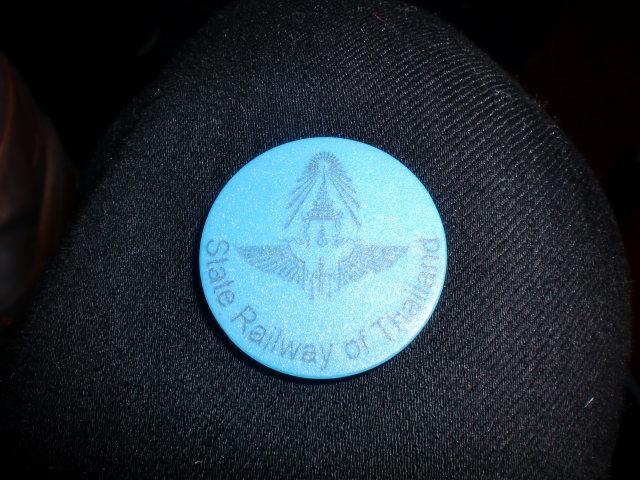 State Railway of Thailand